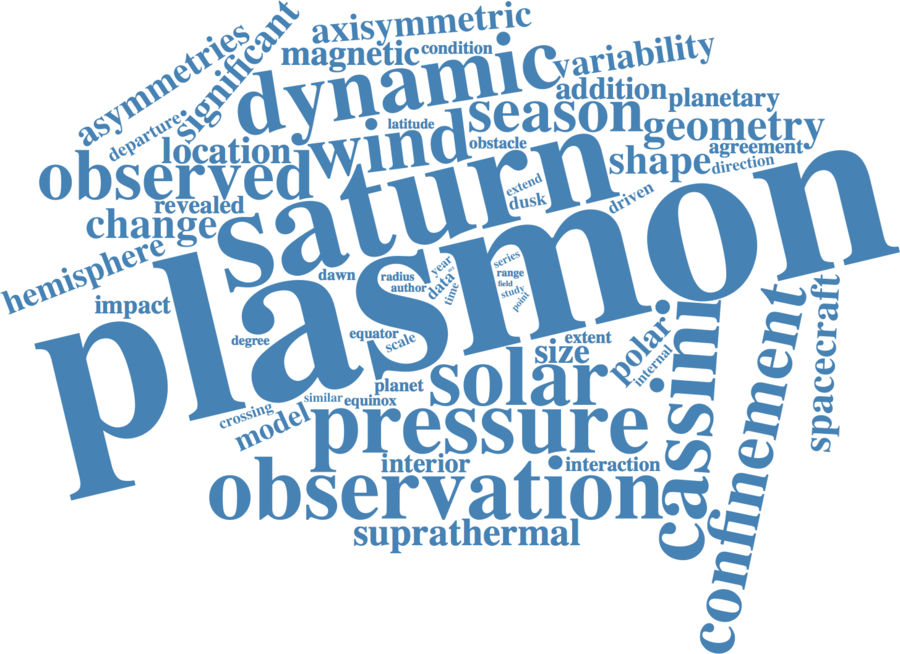 axisymmetric
asymmetries
significant
magnetic
condition
dynamic
variability
addition
planetary
departure
latitude
season
geometry
location
wind
obstacle
agreement
observed
shape
direction
revealed
saturn
extend
dusk
driven
change
hemisphere
plasmon
dawn
radius
author
year
data
time
series
range
field
study
point
impact
degree
equator
scale
extent
size
polar
internal
cassini
confinement
spacecraft
solar
planet
similar
equinox
crossing
model
pressure
interior
interaction
observation
suprathermal